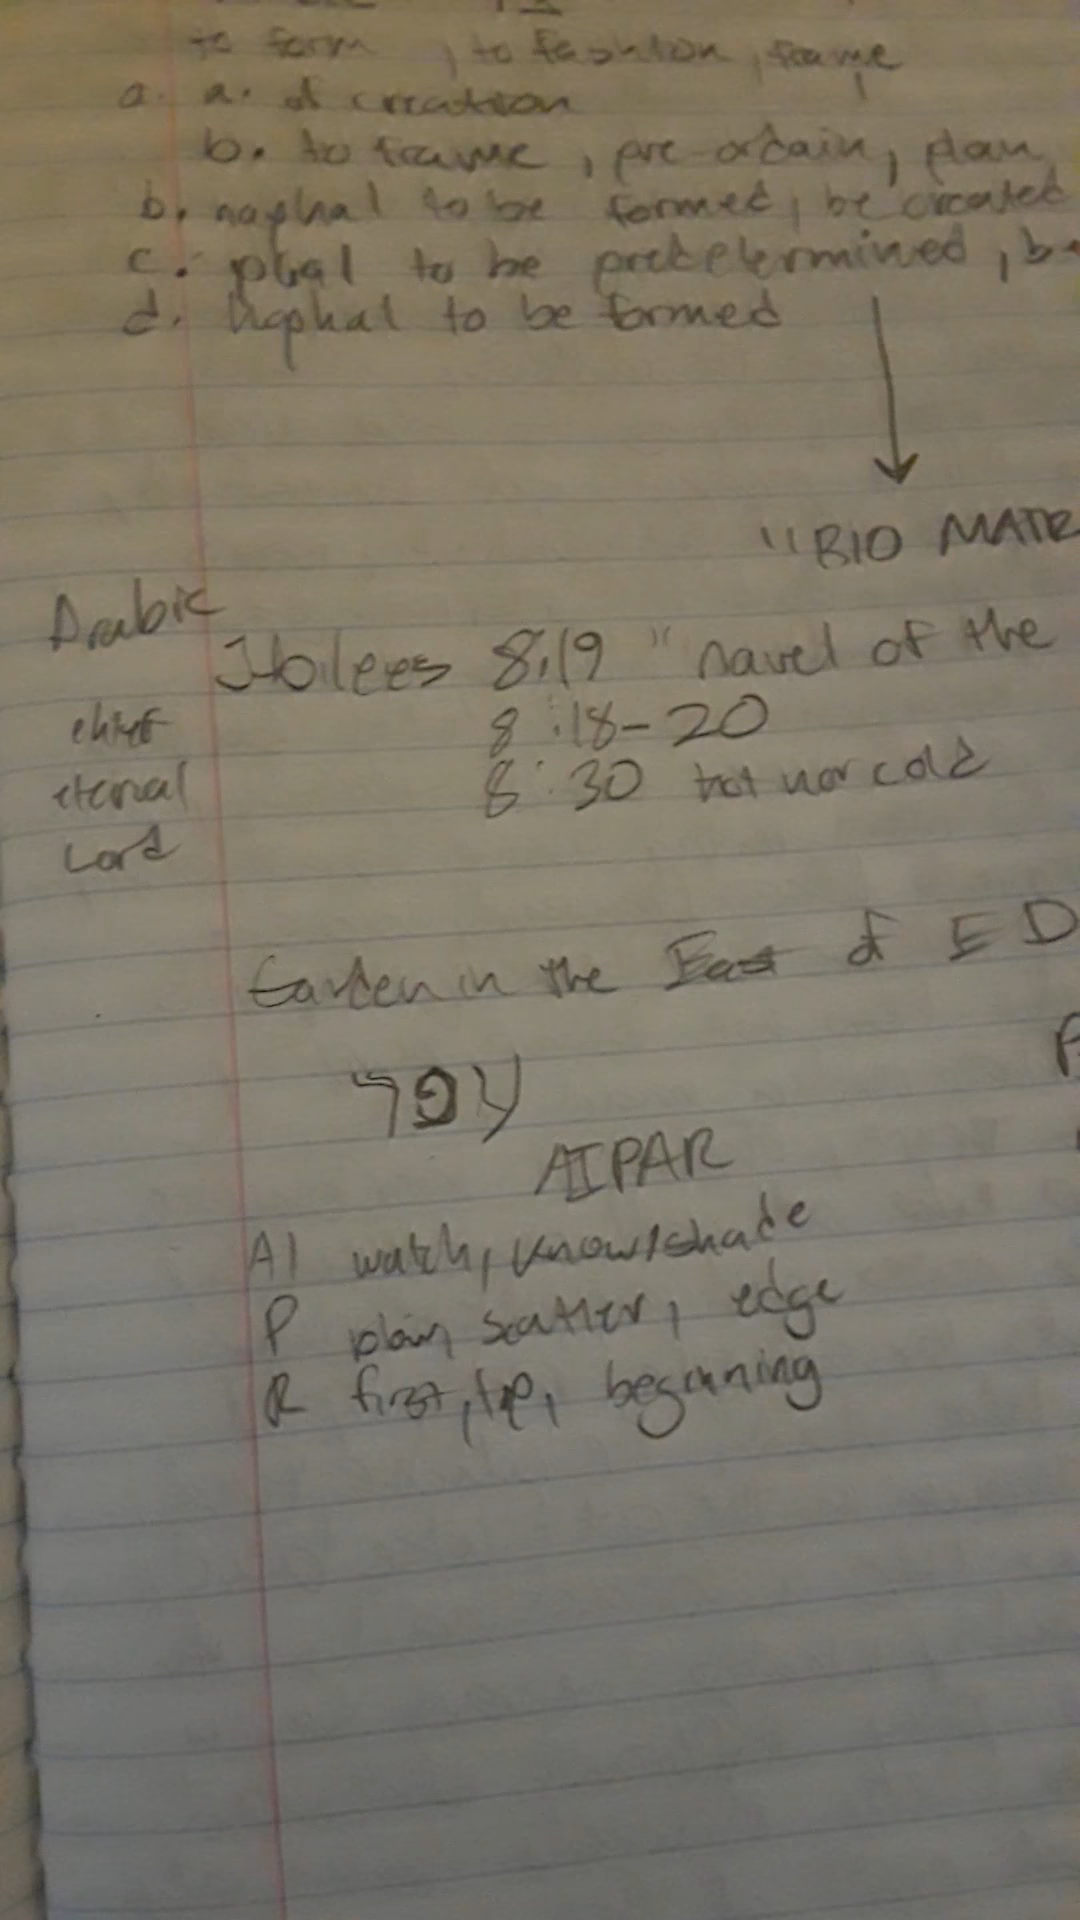 to form , to fashion, frame
a. a. of creation
b. to frame, pre-ordain, plan
b. naphal to be formed, be created
c. pual to be predetermined, b
d. hophal to be formed
"BIO MATR
Arabic
Jubilees 8:19 "navel of the
chief 8:18-20
eternal 8:30 hot nor cold
Lord
Garden in the East of ED
עפר
AIPAR
AI watch, know/shade
P plain, scatter, edge
R first, top, beginning